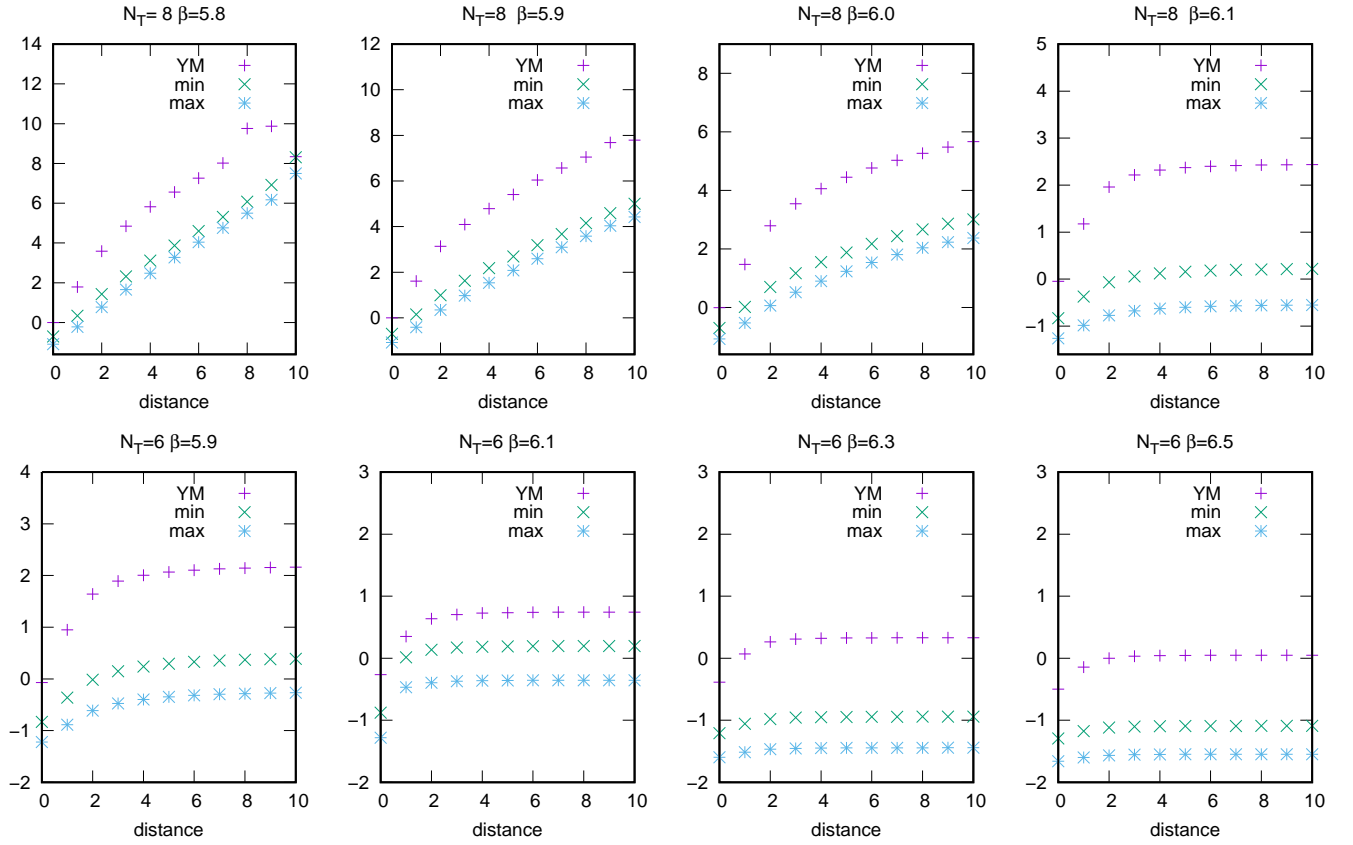 N_T= 8 β=5.8
14
12
10
8
6
4
2
0
YM
min
max
0 2 4 6 8 10
distance
N_T=8 β=5.9
12
10
8
6
4
2
0
YM
min
max
0 2 4 6 8 10
distance
N_T=8 β=6.0
8
6
4
2
0
YM
min
max
0 2 4 6 8 10
distance
N_T=8 β=6.1
5
4
3
2
1
0
−1
YM
min
max
0 2 4 6 8 10
distance
N_T=6 β=5.9
4
3
2
1
0
−1
−2
YM
min
max
0 2 4 6 8 10
distance
N_T=6 β=6.1
3
2
1
0
−1
−2
YM
min
max
0 2 4 6 8 10
distance
N_T=6 β=6.3
3
2
1
0
−1
−2
YM
min
max
0 2 4 6 8 10
distance
N_T=6 β=6.5
3
2
1
0
−1
−2
YM
min
max
0 2 4 6 8 10
distance